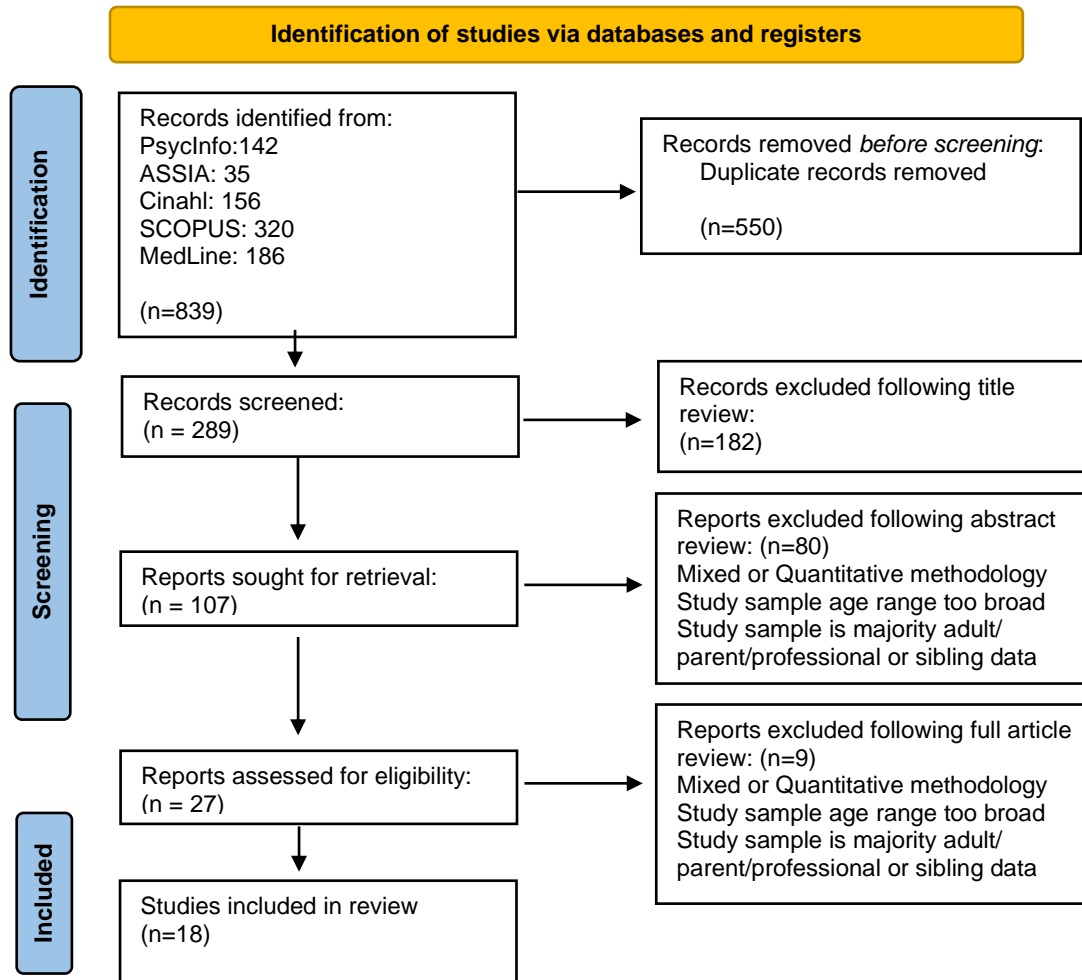 Identification of studies via databases and registers
Identification
Records identified from:
PsycInfo:142
ASSIA: 35
Cinahl: 156
SCOPUS: 320
MedLine: 186
(n=839)
Records removed before screening:
Duplicate records removed
(n=550)
Screening
Records screened:
(n = 289)
Records excluded following title
review:
(n=182)
Reports sought for retrieval:
(n = 107)
Reports excluded following abstract
review: (n=80)
Mixed or Quantitative methodology
Study sample age range too broad
Study sample is majority adult/
parent/professional or sibling data
Reports assessed for eligibility:
(n = 27)
Reports excluded following full article
review: (n=9)
Mixed or Quantitative methodology
Study sample age range too broad
Study sample is majority adult/
parent/professional or sibling data
Included
Studies included in review
(n=18)